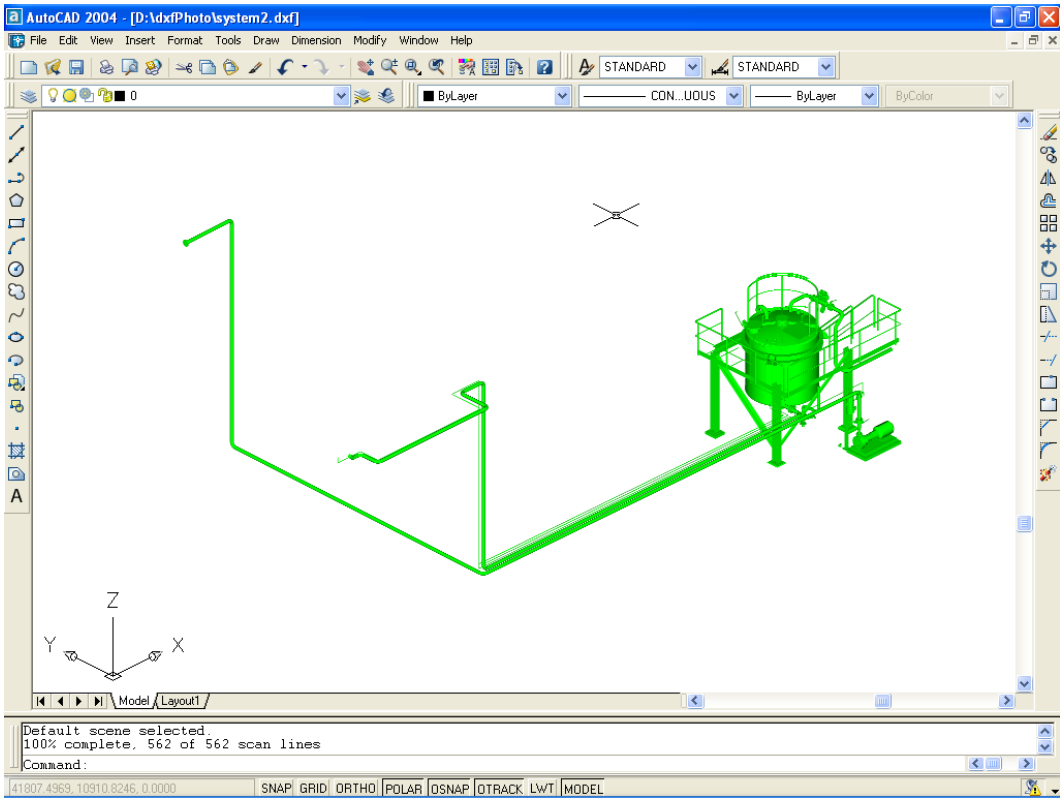 AutoCAD 2004 - [D:\dxfPhoto\system2.dxf]
File Edit View Insert Format Tools Draw Dimension Modify Window Help
STANDARD STANDARD
0 ByLayer CON...UOUS ByLayer ByColor
A
Z
Y X
Model Layout1
Default scene selected.
100% complete, 562 of 562 scan lines
Command:
41807.4969, 10910.8246, 0.0000 SNAP GRID ORTHO POLAR OSNAP OTRACK LWT MODEL